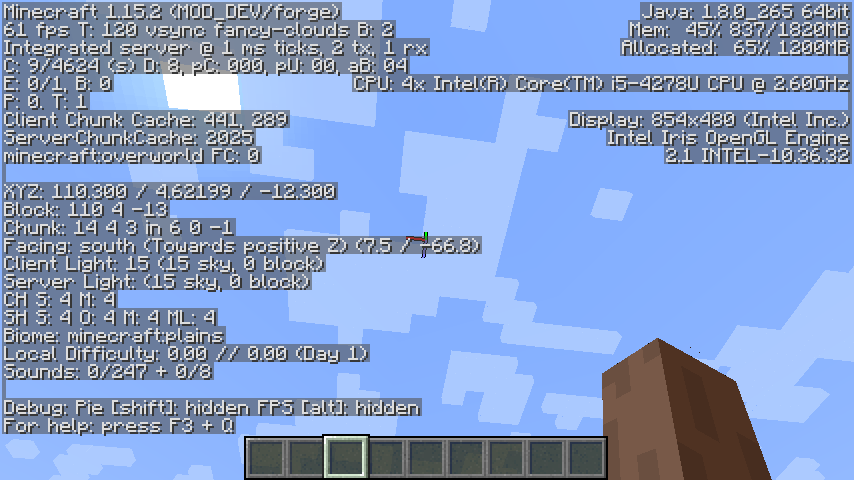 Minecraft 1.15.2 (MOD_DEV/forge)
61 fps T: 120 vsync fancy-clouds B: 2
Integrated server @ 1 ms ticks, 2 tx, 1 rx
C: 9/4624 (s) D: 8, pC: 000, pU: 00, aB: 04
E: 0/1, B: 0
P: 0. T: 1
Client Chunk Cache: 441, 289
ServerChunkCache: 2025
minecraft:overworld FC: 0
XYZ: 110.300 / 4.62199 / -12.300
Block: 110 4 -13
Chunk: 14 4 3 in 6 0 -1
Facing: south (Towards positive Z) (7.5 / -66.8)
Client Light: 15 (15 sky, 0 block)
Server Light: (15 sky, 0 block)
CH S: 4 M: 4
SH S: 4 O: 4 M: 4 ML: 4
Biome: minecraft:plains
Local Difficulty: 0.00 // 0.00 (Day 1)
Sounds: 0/247 + 0/8
Debug: Pie [shift]: hidden FPS [alt]: hidden
For help: press F3 + Q
Java: 1.8.0_265 64bit
Mem: 45% 837/1820MB
Allocated: 65% 1200MB
CPU: 4x Intel(R) Core(TM) i5-4278U CPU @ 2.60GHz
Display: 854x480 (Intel Inc.)
Intel Iris OpenGL Engine
2.1 INTEL-10.36.32